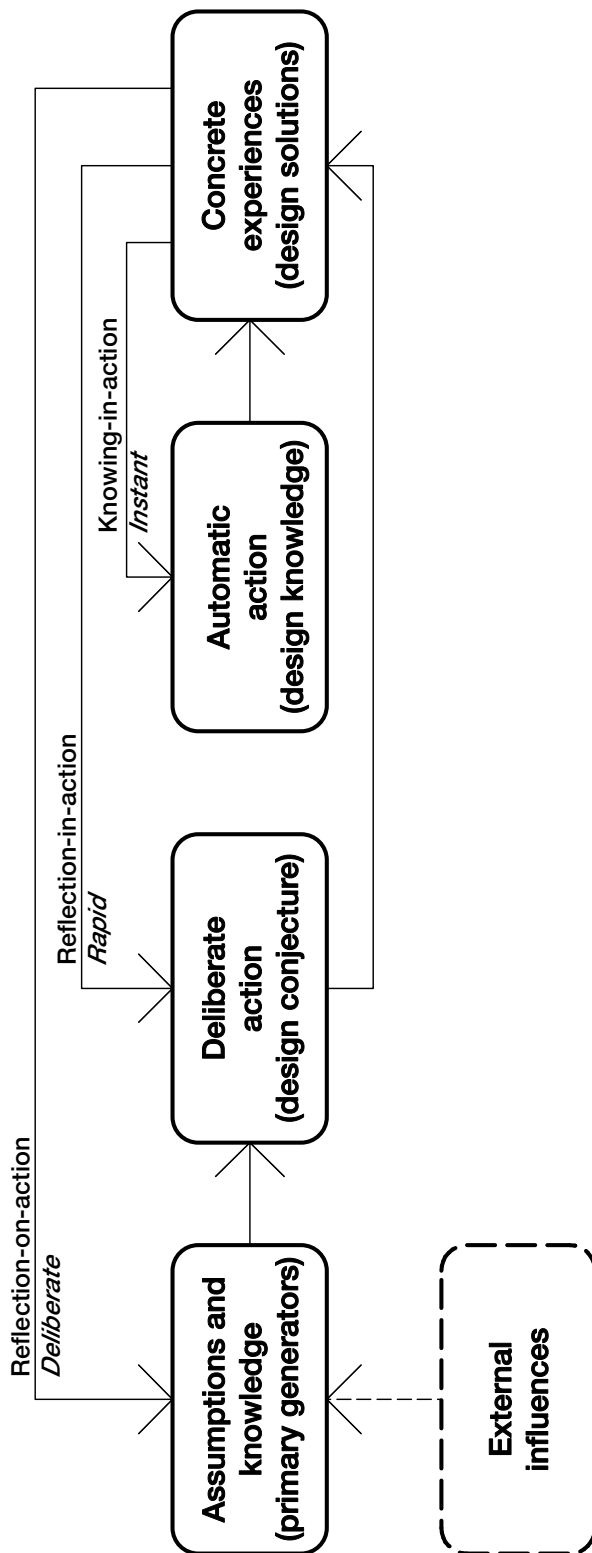 Reflection-on-action
Deliberate
Reflection-in-action
Rapid
Knowing-in-action
Instant
Assumptions and
knowledge
(primary generators)
Deliberate
action
(design conjecture)
Automatic
action
(design knowledge)
Concrete
experiences
(design solutions)
External
influences